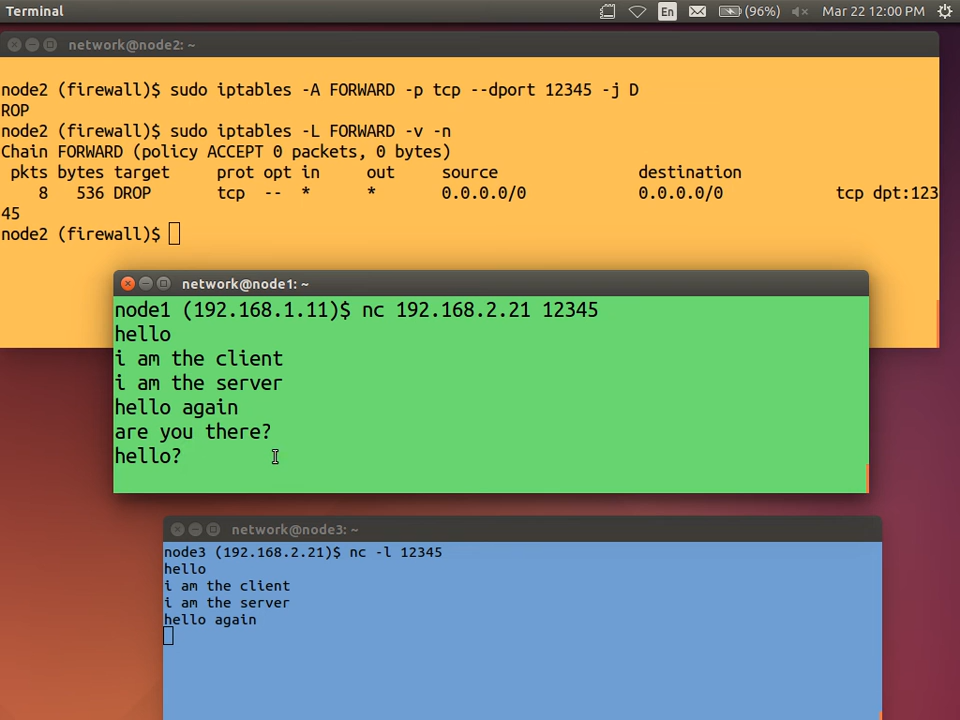 Terminal
En
(96%)
Mar 22 12:00 PM
network@node2: ~
node2 (firewall)$ sudo iptables -A FORWARD -p tcp --dport 12345 -j D
ROP
node2 (firewall)$ sudo iptables -L FORWARD -v -n
Chain FORWARD (policy ACCEPT 0 packets, 0 bytes)
 pkts bytes target     prot opt in     out     source               destination
    8   536 DROP       tcp  --  *      *       0.0.0.0/0            0.0.0.0/0            tcp dpt:123
45
node2 (firewall)$
network@node1: ~
node1 (192.168.1.11)$ nc 192.168.2.21 12345
hello
i am the client
i am the server
hello again
are you there?
hello?
network@node3: ~
node3 (192.168.2.21)$ nc -l 12345
hello
i am the client
i am the server
hello again